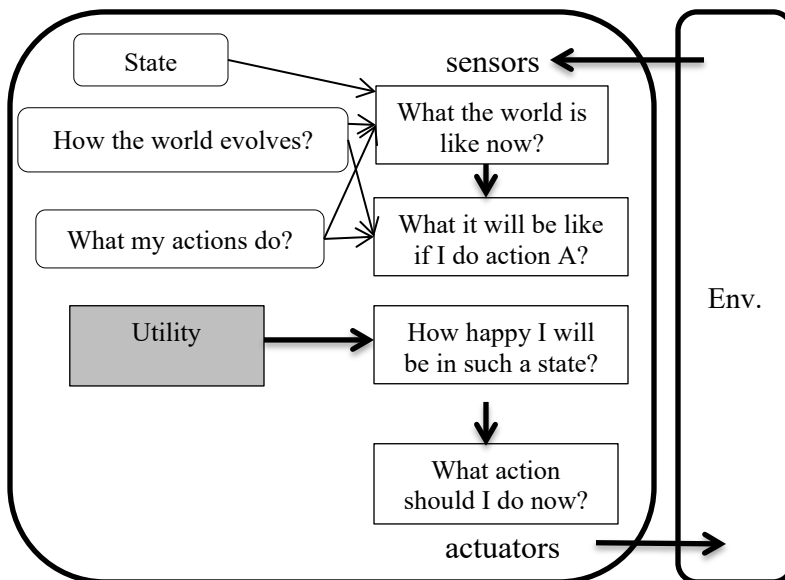 State
sensors
What the world is
like now?
How the world evolves?
What my actions do?
What it will be like
if I do action A?
Env.
Utility
How happy I will
be in such a state?
What action
should I do now?
actuators